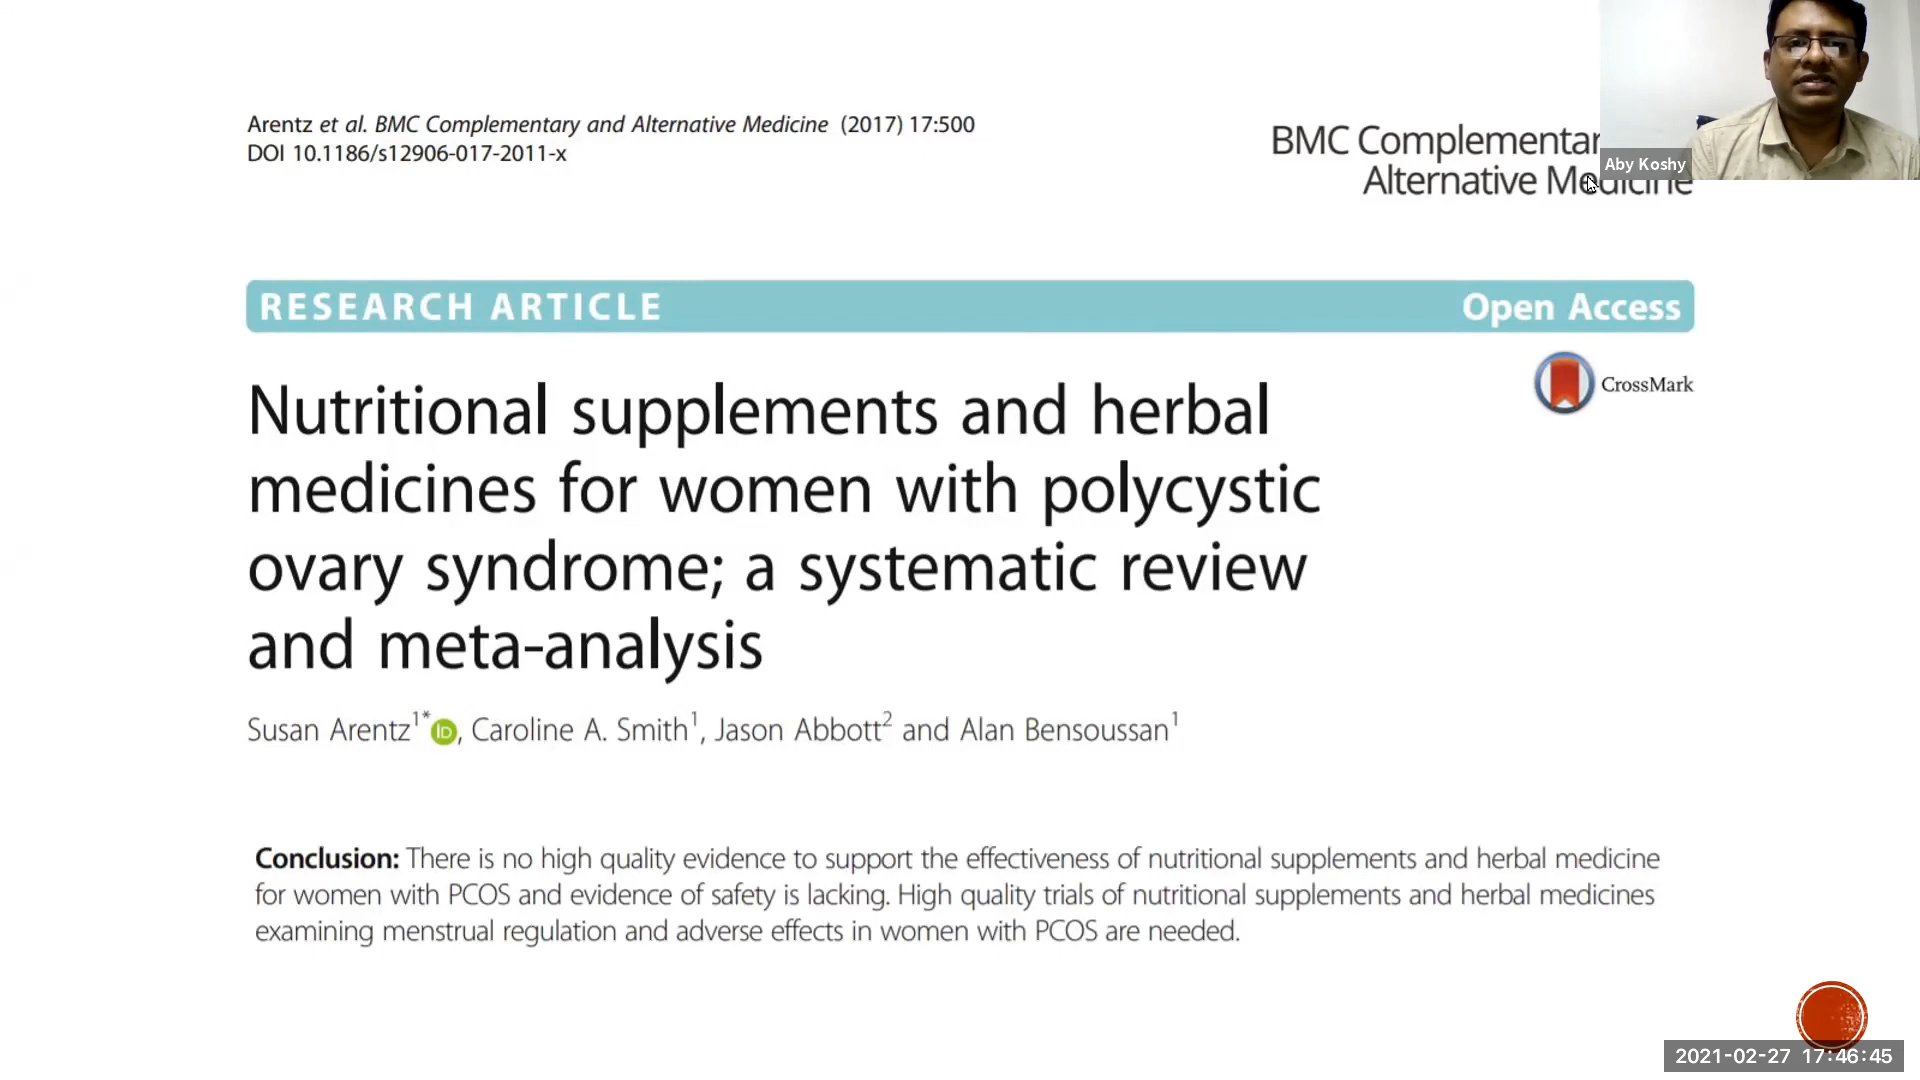 Arentz et al. BMC Complementary and Alternative Medicine (2017) 17:500
DOI 10.1186/s12906-017-2011-x
BMC Complementar
Alternative Medicine
Aby Koshy
RESEARCH ARTICLE
Open Access
CrossMark
Nutritional supplements and herbal
medicines for women with polycystic
ovary syndrome; a systematic review
and meta-analysis
Susan Arentz1* iD, Caroline A. Smith1, Jason Abbott2 and Alan Bensoussan1
Conclusion: There is no high quality evidence to support the effectiveness of nutritional supplements and herbal medicine
for women with PCOS and evidence of safety is lacking. High quality trials of nutritional supplements and herbal medicines
examining menstrual regulation and adverse effects in women with PCOS are needed.
2021-02-27 17:46:45